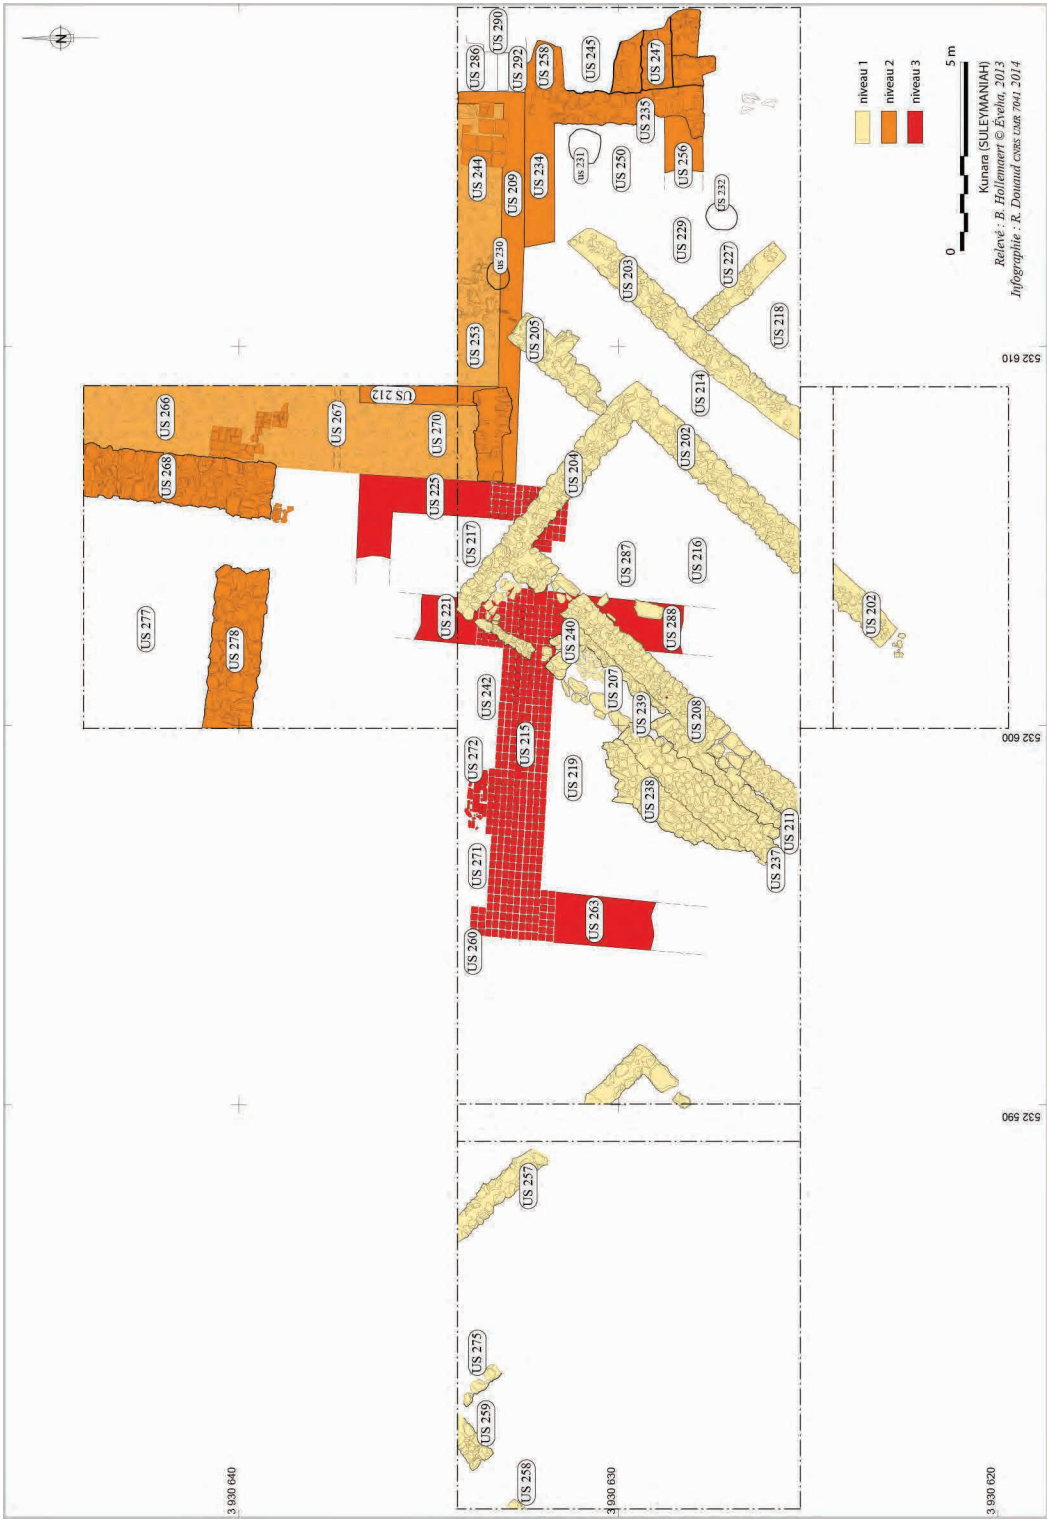 N
US 290
US 286
US 292
US 258
US 245
US 247
US 235
US 244
US 209
US 234
us 231
US 250
US 256
US 232
us 230
US 229
US 227
US 203
US 253
US 205
US 218
US 214
US 266
US 267
US 212
US 270
US 268
US 225
US 204
US 202
US 217
US 287
US 216
US 277
US 278
US 221
US 240
US 288
US 202
US 242
US 207
US 239
US 208
US 272
US 215
US 219
US 238
US 271
US 211
US 237
US 260
US 263
US 257
US 275
US 259
US 258
niveau 1
niveau 2
niveau 3
0
5 m
Kunara (SULEYMANIAH)
Relevé : B. Hollemaert © Éveha, 2013
Infographie : R. Douaud CNRS UMR 7041 2014
532 610
532 600
532 590
3 930 640
3 930 630
3 930 620